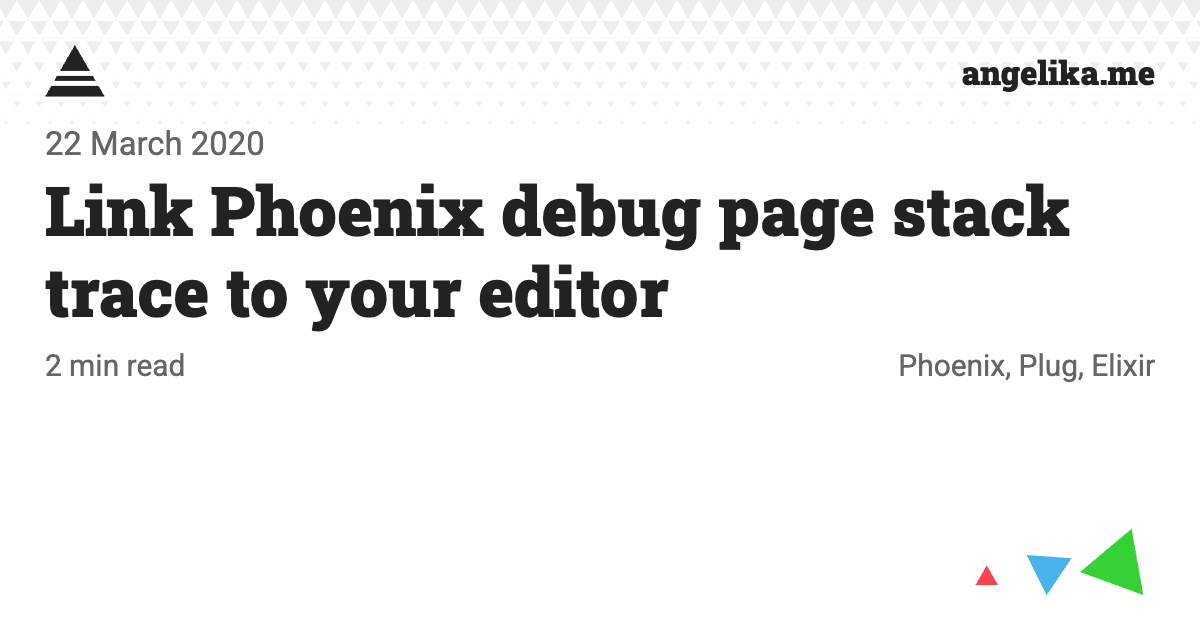 angelika.me
22 March 2020
Link Phoenix debug page stack
trace to your editor
2 min read
Phoenix, Plug, Elixir